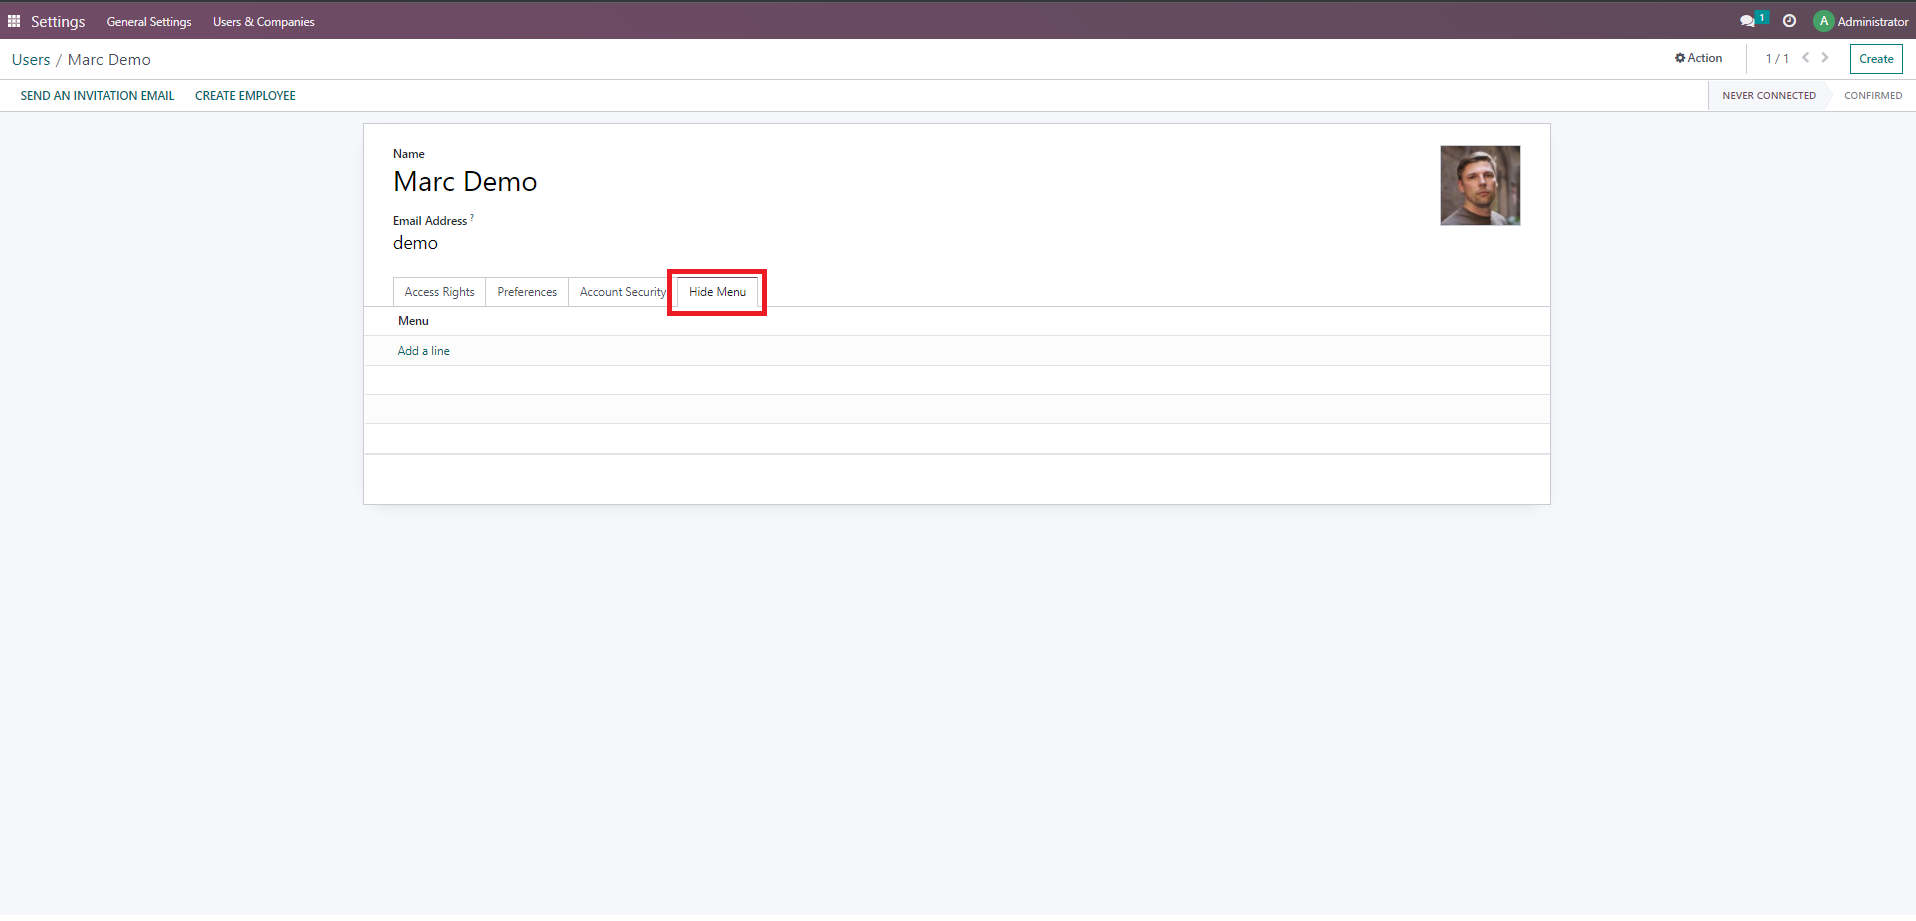 Settings General Settings Users & Companies 1 A Administrator
Users / Marc Demo Action 1 / 1 Create
SEND AN INVITATION EMAIL CREATE EMPLOYEE NEVER CONNECTED CONFIRMED
Name
Marc Demo
Email Address ?
demo
Access Rights Preferences Account Security Hide Menu
Menu
Add a line